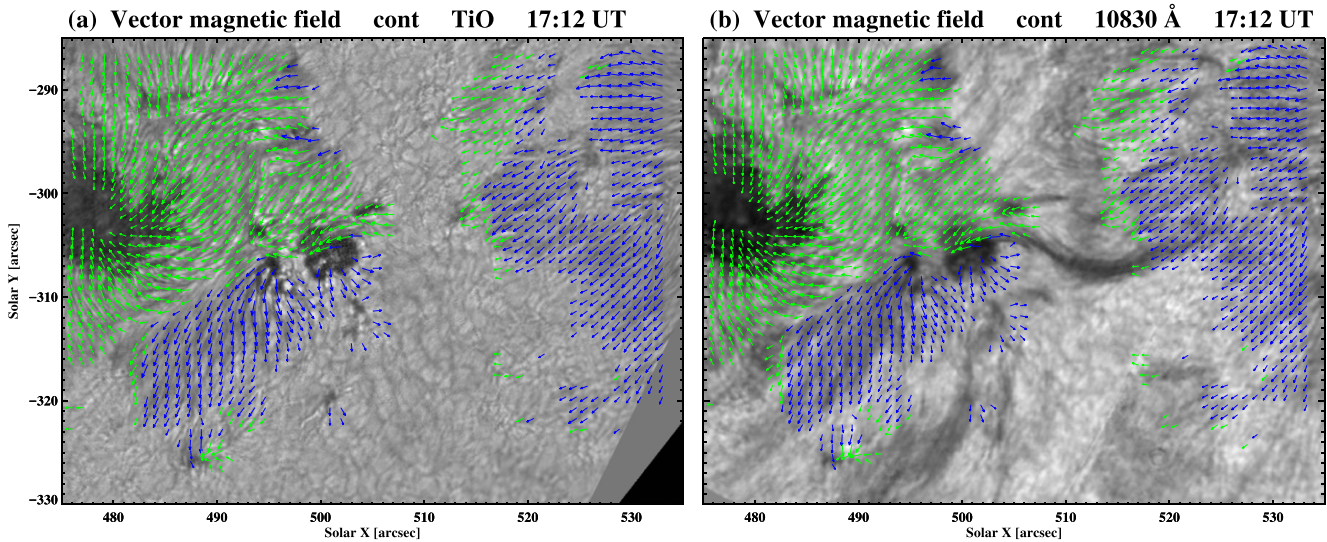 (a) Vector magnetic field cont TiO 17:12 UT
(b) Vector magnetic field cont 10830 Å 17:12 UT
Solar Y [arcsec]
-290
-300
-310
-320
-330
480 490 500 510 520 530
Solar X [arcsec]
480 490 500 510 520 530
Solar X [arcsec]